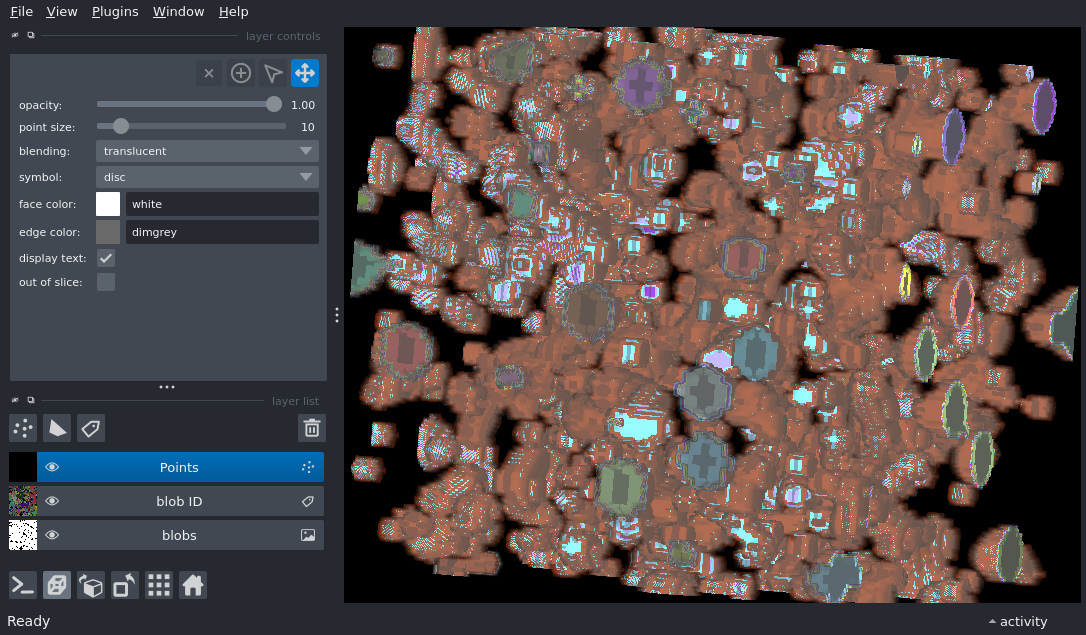 File View Plugins Window Help
layer controls
opacity: 1.00
point size: 10
blending: translucent
symbol: disc
face color: white
edge color: dimgrey
display text:
out of slice:
layer list
Points
blob ID
blobs
Ready
activity